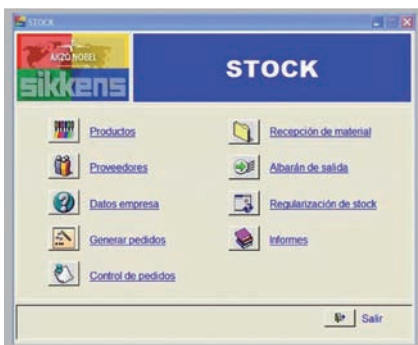 STOCK
AKZO NOBEL
sikkens
STOCK
Productos
Proveedores
Datos empresa
Generar pedidos
Control de pedidos
Recepción de material
Albarán de salida
Regularización de stock
Informes
Salir